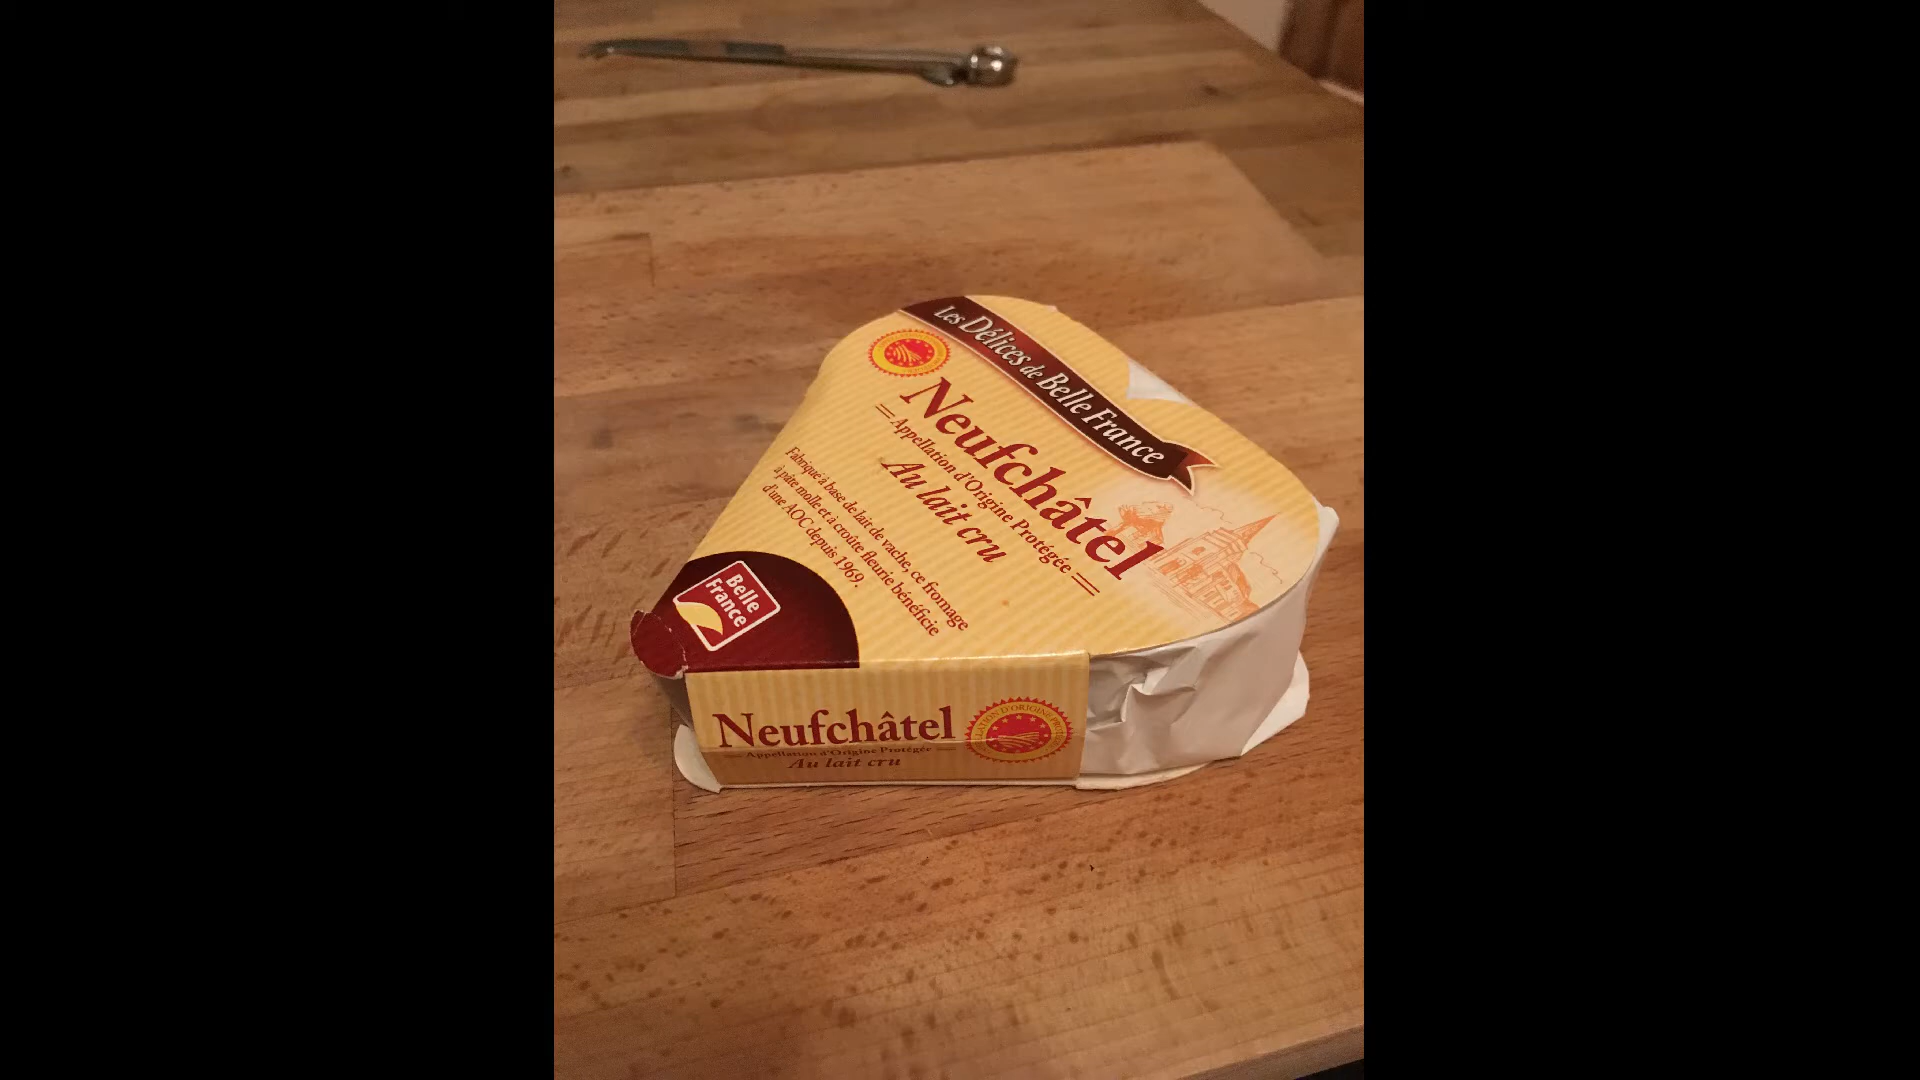 Les Délices de Belle France
Neufchâtel
Appellation d'Origine Protégée
Au lait cru
Fabriqué à base de lait de vache, ce fromage
à pâte molle et à croûte fleurie bénéficie
d'une AOC depuis 1969.
Belle
France
Neufchâtel
Appellation d'Origine Protégée
Au lait cru
D'ORIGINE